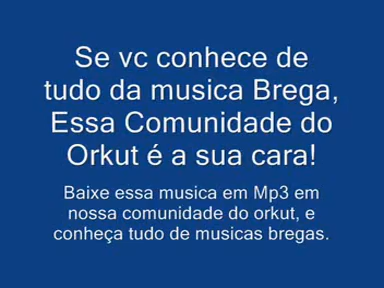 Se vc conhece de
tudo da musica Brega,
Essa Comunidade do
Orkut é a sua cara!
Baixe essa musica em Mp3 em
nossa comunidade do orkut, e
conheça tudo de musicas bregas.